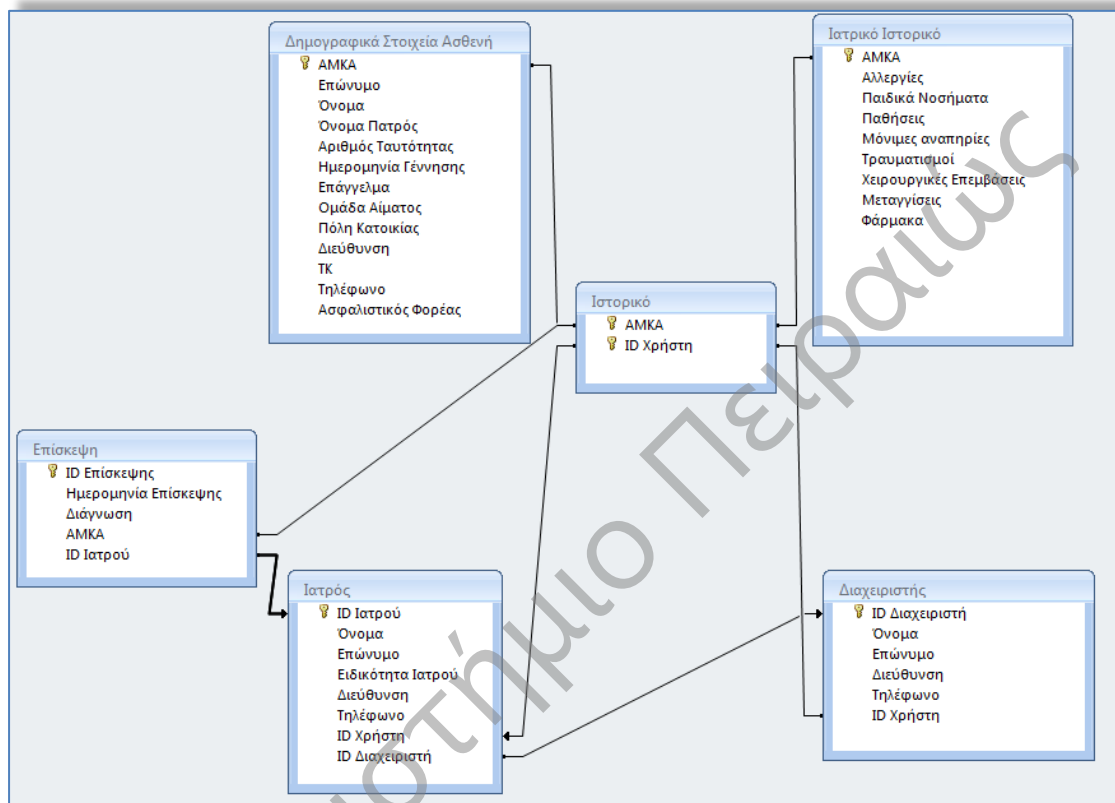 Δημογραφικά Στοιχεία Ασθενή
ΑΜΚΑ
Επώνυμο
Όνομα
Όνομα Πατρός
Αριθμός Ταυτότητας
Ημερομηνία Γέννησης
Επάγγελμα
Ομάδα Αίματος
Πόλη Κατοικίας
Διεύθυνση
ΤΚ
Τηλέφωνο
Ασφαλιστικός Φορέας
Ιατρικό Ιστορικό
ΑΜΚΑ
Αλλεργίες
Παιδικά Νοσήματα
Παθήσεις
Μόνιμες αναπηρίες
Τραυματισμοί
Χειρουργικές Επεμβάσεις
Μεταγγίσεις
Φάρμακα
Ιστορικό
ΑΜΚΑ
ID Χρήστη
Επίσκεψη
ID Επίσκεψης
Ημερομηνία Επίσκεψης
Διάγνωση
ΑΜΚΑ
ID Ιατρού
Ιατρός
ID Ιατρού
Όνομα
Επώνυμο
Ειδικότητα Ιατρού
Διεύθυνση
Τηλέφωνο
ID Χρήστη
ID Διαχειριστή
Διαχειριστής
ID Διαχειριστή
Όνομα
Επώνυμο
Διεύθυνση
Τηλέφωνο
ID Χρήστη
Πειραιώς